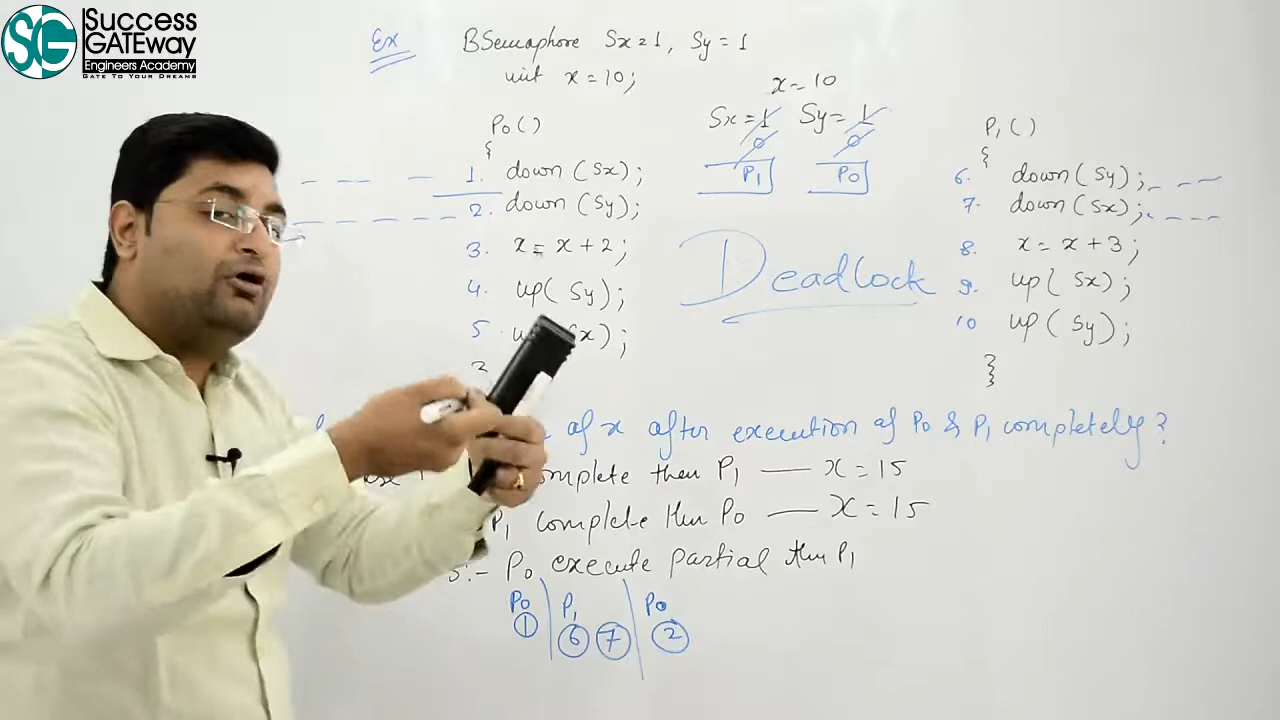 Success
GATEway
Engineers Academy
GATE TO YOUR DREAMS
SG
Ex BSemaphore Sx=1, Sy=1
int x=10;
x=10
Sx=1 Sy=1
0 0
P1 P0
P0()
{
1. down(Sx);
2. down(Sy);
3. x=x+2;
4. up(Sy);
5. x);
Deadlock
P1()
{
6. down(Sy);
7. down(Sx);
8. x=x+3;
9. up(Sx);
10 up(Sy);
}
of x after execution of P0 & P1 completely?
complete then P1 — x=15
P1 complete then P0 — x=15
P0 execute partial then P1
P0 P1 P0
1 6 7 2